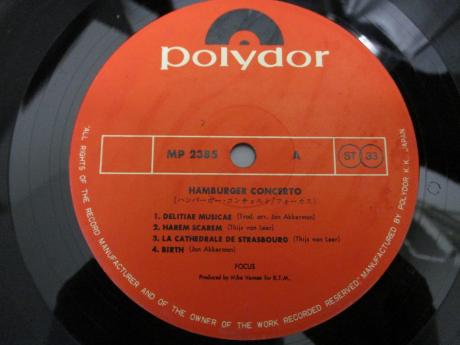 polydor
MP 2385 A ST 33
HAMBURGER CONCERTO
(ハンバーガー・コンチェルト/フォーカス)
1. DELITIAE MUSICAE (Trad. arr. Jan Akkerman)
2. HAREM SCAREM (Thijs van Leer)
3. LA CATHEDRALE DE STRASBOURG (Thijs van Leer)
4. BIRTH (Jan Akkerman)
FOCUS
Produced by Mike Vernon for R.T.M.
ALL RIGHTS OF THE RECORD MANUFACTURER AND OF THE OWNER OF THE WORK RECORDED RESERVED; MANUFACTURED BY POLYDOR K.K., JAPAN